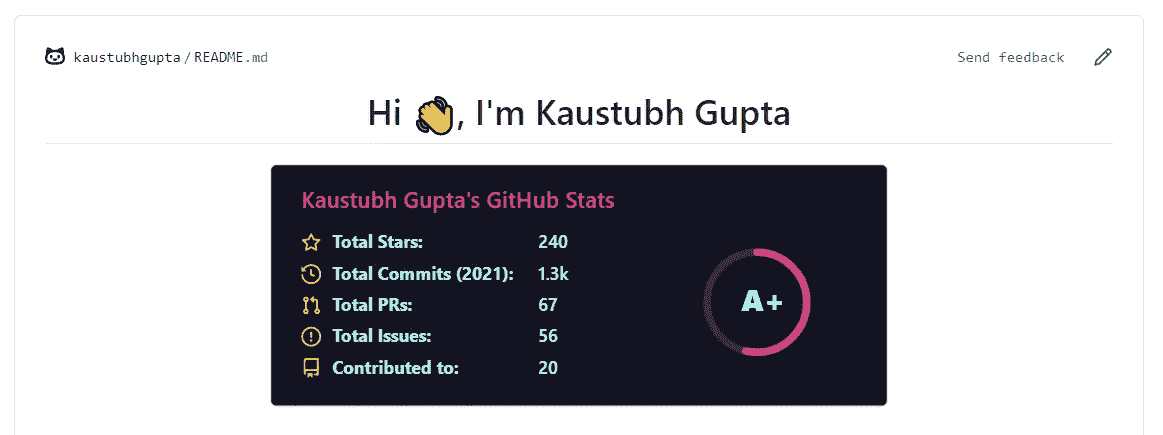 kaustubhgupta/README.md
Send feedback
Hi 👋, I'm Kaustubh Gupta
Kaustubh Gupta's GitHub Stats
Total Stars: 240
Total Commits (2021): 1.3k
Total PRs: 67
Total Issues: 56
Contributed to: 20
A+